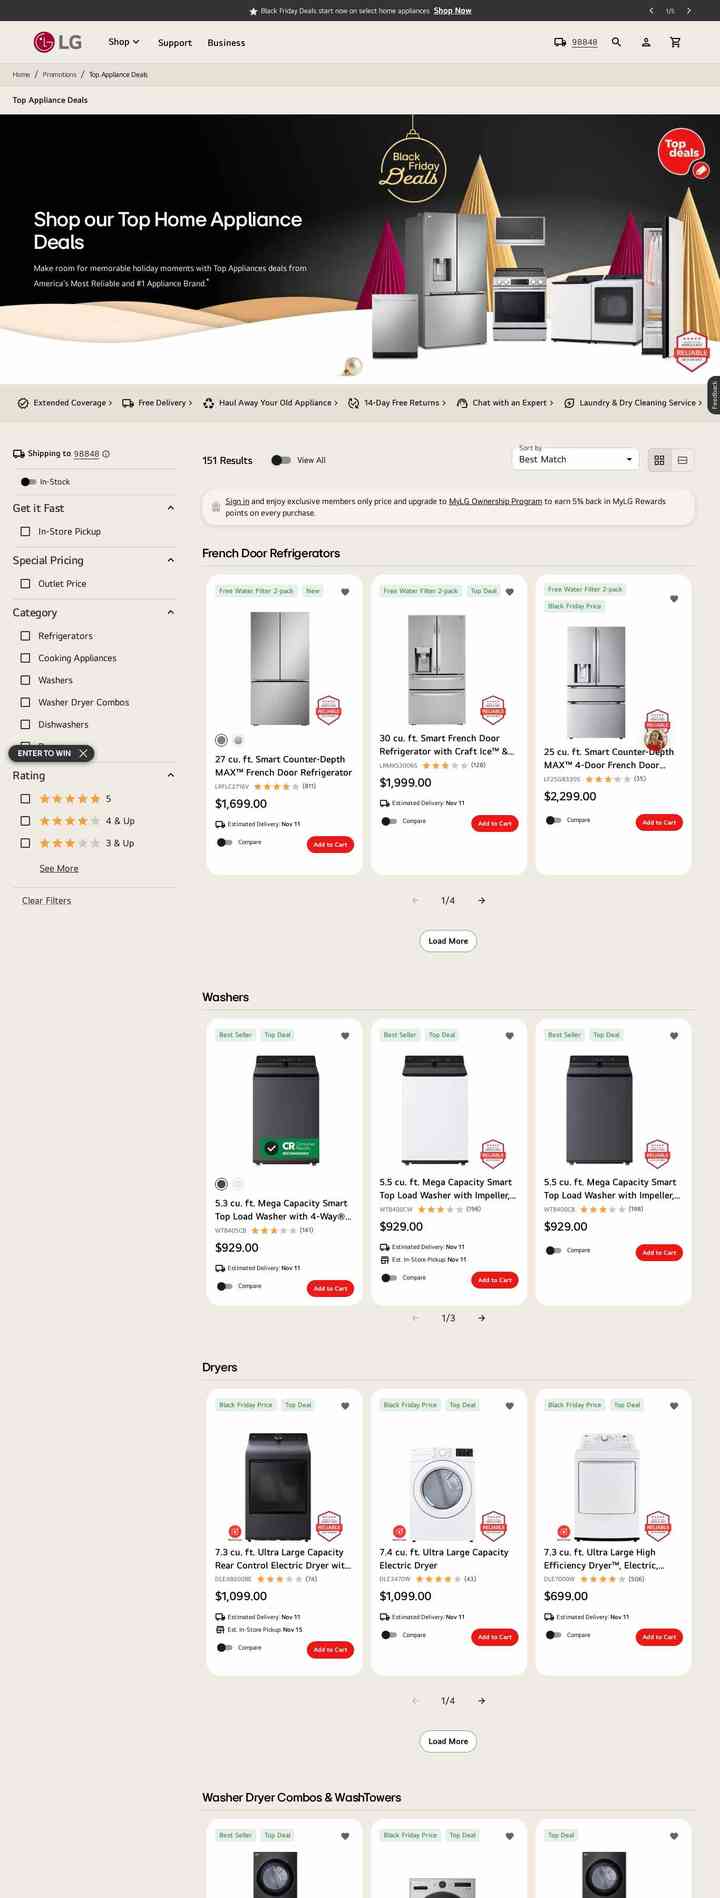 Black Friday Deals start now on select home appliances Shop Now
1/5
LG
Shop
Support
Business
98848
Home / Promotions / Top Appliance Deals
Top Appliance Deals
Black Friday Deals
Top deals
Shop our Top Home Appliance
Deals
Make room for memorable holiday moments with Top Appliances deals from
America's Most Reliable and #1 Appliance Brand.*
RELIABLE
Feedback
Extended Coverage >
Free Delivery >
Haul Away Your Old Appliance >
14-Day Free Returns >
Chat with an Expert >
Laundry & Dry Cleaning Service >
Shipping to 98848
In-Stock
Get it Fast
In-Store Pickup
Special Pricing
Outlet Price
Category
Refrigerators
Cooking Appliances
Washers
Washer Dryer Combos
Dishwashers
ENTER TO WIN
Rating
5
4 & Up
3 & Up
See More
Clear Filters
151 Results
View All
Sort by
Best Match
Sign in and enjoy exclusive members only price and upgrade to MyLG Ownership Program to earn 5% back in MyLG Rewards
points on every purchase.
French Door Refrigerators
Free Water Filter 2-pack
New
RELIABLE
27 cu. ft. Smart Counter-Depth
MAX™ French Door Refrigerator
LRFLC2716V
(811)
$1,699.00
Estimated Delivery: Nov 11
Compare
Add to Cart
Free Water Filter 2-pack
Top Deal
RELIABLE
30 cu. ft. Smart French Door
Refrigerator with Craft Ice™ &...
LRMXS3006S
(128)
$1,999.00
Estimated Delivery: Nov 11
Compare
Add to Cart
Free Water Filter 2-pack
Black Friday Price
RELIABLE
25 cu. ft. Smart Counter-Depth
MAX™ 4-Door French Door...
LF25G8330S
(35)
$2,299.00
Compare
Add to Cart
1/4
Load More
Washers
Best Seller
Top Deal
CR
RECOMMENDED
5.3 cu. ft. Mega Capacity Smart
Top Load Washer with 4-Way®...
WT8405CB
(141)
$929.00
Estimated Delivery: Nov 11
Compare
Add to Cart
Best Seller
Top Deal
RELIABLE
5.5 cu. ft. Mega Capacity Smart
Top Load Washer with Impeller,...
WT8400CW
(198)
$929.00
Estimated Delivery: Nov 11
Est. In-Store Pickup: Nov 11
Compare
Add to Cart
Best Seller
Top Deal
RELIABLE
5.5 cu. ft. Mega Capacity Smart
Top Load Washer with Impeller,...
WT8400CB
(198)
$929.00
Compare
Add to Cart
1/3
Dryers
Black Friday Price
Top Deal
RELIABLE
7.3 cu. ft. Ultra Large Capacity
Rear Control Electric Dryer wit...
(74)
$1,099.00
Estimated Delivery: Nov 11
Est. In-Store Pickup: Nov 15
Compare
Add to Cart
Black Friday Price
Top Deal
RELIABLE
7.4 cu. ft. Ultra Large Capacity
Electric Dryer
DLE3470W
(43)
$1,099.00
Estimated Delivery: Nov 11
Compare
Add to Cart
Black Friday Price
Top Deal
RELIABLE
7.3 cu. ft. Ultra Large High
Efficiency Dryer™, Electric,...
DLE7000W
(506)
$699.00
Estimated Delivery: Nov 11
Compare
Add to Cart
1/4
Load More
Washer Dryer Combos & WashTowers
Best Seller
Top Deal
Black Friday Price
Top Deal
Top Deal